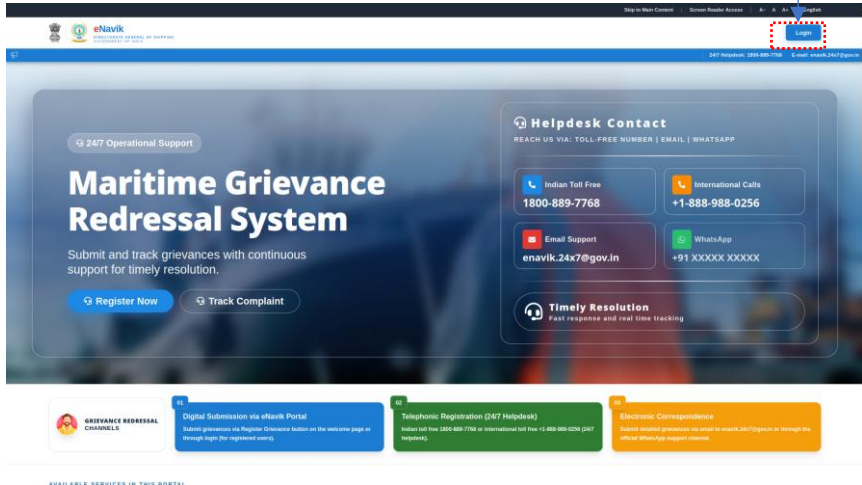 Skip to Main Content | Screen Reader Access | A- A A+ English
eNavik
DIRECTORATE GENERAL OF SHIPPING
GOVERNMENT OF INDIA
Login
24/7 Helpdesk: 1800-889-7768 E-mail: enavik.24x7@gov.in
24/7 Operational Support
Maritime Grievance
Redressal System
Submit and track grievances with continuous
support for timely resolution.
Register Now
Track Complaint
Helpdesk Contact
REACH US VIA: TOLL-FREE NUMBER | EMAIL | WHATSAPP
Indian Toll Free
1800-889-7768
International Calls
+1-888-988-0256
Email Support
enavik.24x7@gov.in
WhatsApp
+91 XXXXX XXXXX
Timely Resolution
Fast response and real time tracking
GRIEVANCE REDRESSAL
CHANNELS
01
Digital Submission via eNavik Portal
Submit grievances via Register Grievance button on the welcome page or
through login (for registered users).
02
Telephonic Registration (24/7 Helpdesk)
Indian toll free 1800-889-7768 or international toll free +1-888-988-0256 (24/7
helpdesk).
03
Electronic Correspondence
Submit detailed grievances via email to enavik.24x7@gov.in or through the
official WhatsApp support channel.
AVAILABLE SERVICES IN THIS PORTAL